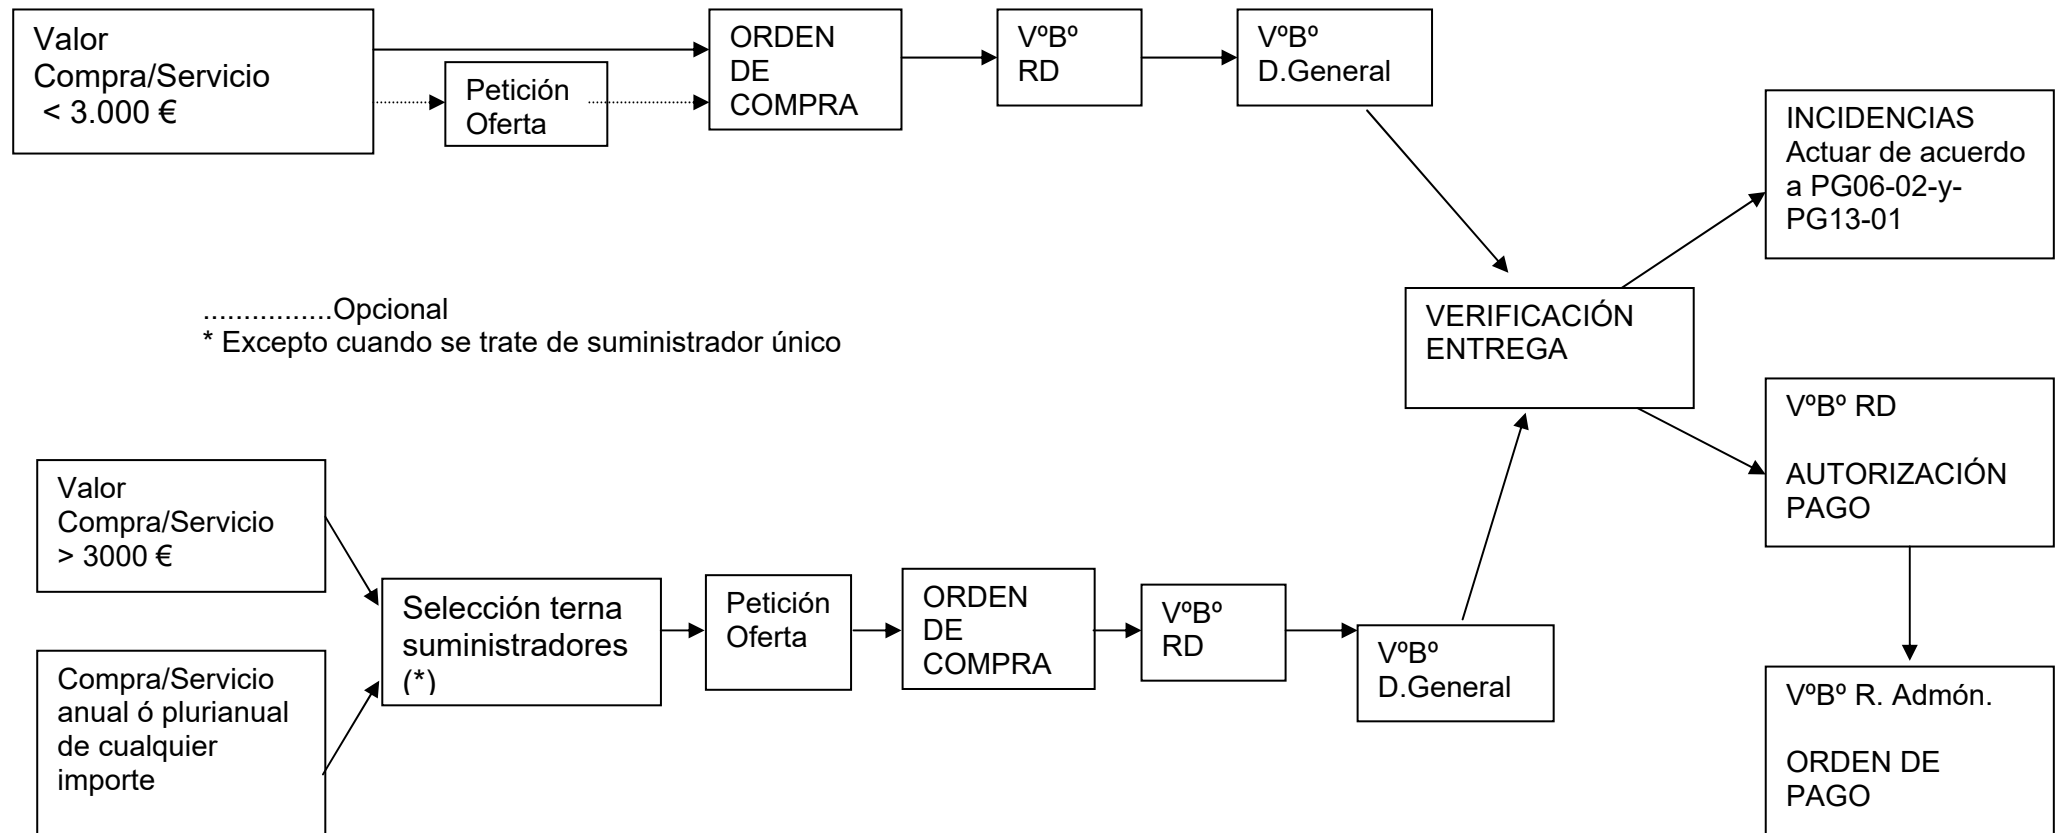 Valor
Compra/Servicio
< 3.000 €
Petición
Oferta
ORDEN
DE
COMPRA
VºBº
RD
VºBº
D.General
INCIDENCIAS
Actuar de acuerdo
a PG06-02-y-
PG13-01
................Opcional
* Excepto cuando se trate de suministrador único
VERIFICACIÓN
ENTREGA
VºBº RD
AUTORIZACIÓN
PAGO
Valor
Compra/Servicio
> 3000 €
Compra/Servicio
anual ó plurianual
de cualquier
importe
Selección terna
suministradores
(*)
Petición
Oferta
ORDEN
DE
COMPRA
VºBº
RD
VºBº
D.General
VºBº R. Admón.
ORDEN DE
PAGO